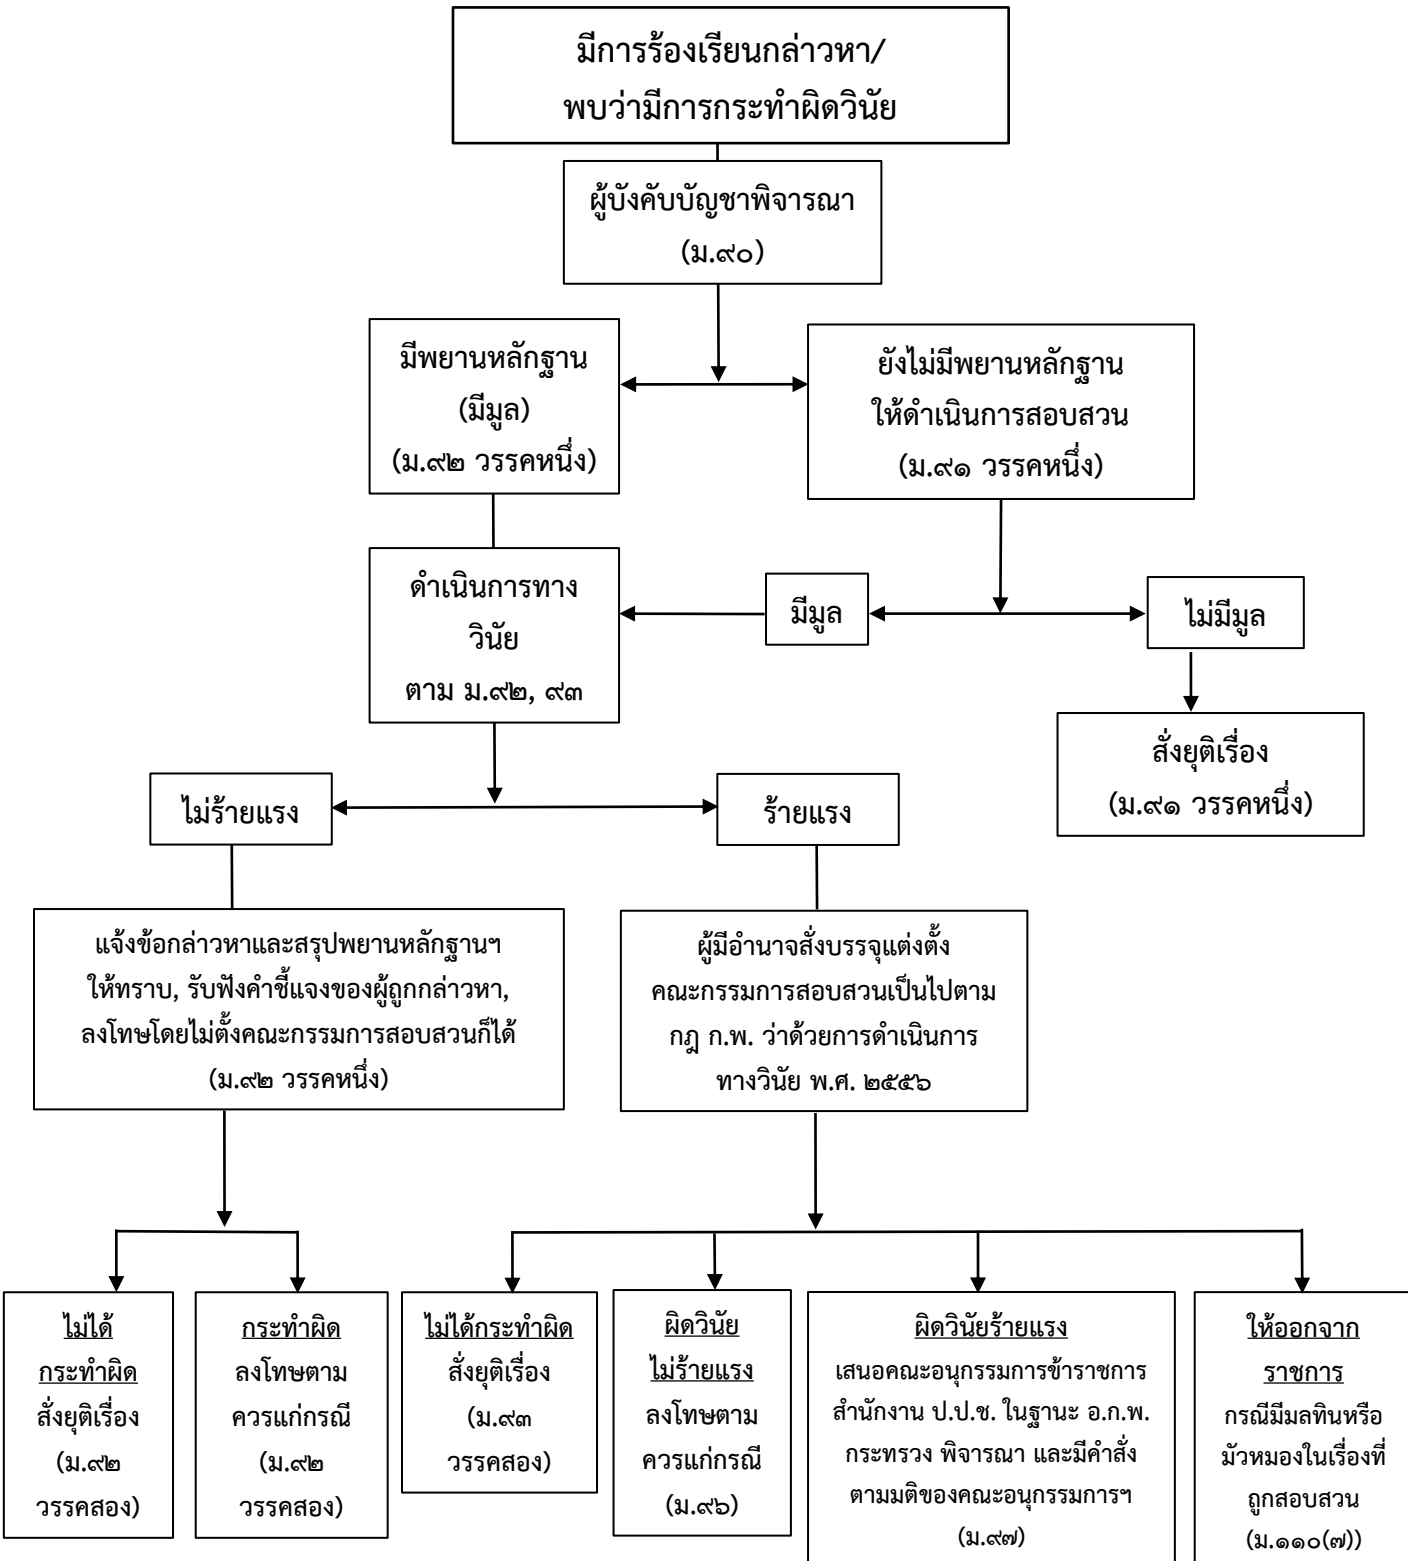 มีการร้องเรียนกล่าวหา/
พบว่ามีการกระทำผิดวินัย
ผู้บังคับบัญชาพิจารณา
(ม.๙๐)
มีพยานหลักฐาน
(มีมูล)
(ม.๙๒ วรรคหนึ่ง)
ยังไม่มีพยานหลักฐาน
ให้ดำเนินการสอบสวน
(ม.๙๑ วรรคหนึ่ง)
ดำเนินการทาง
วินัย
ตาม ม.๙๒, ๙๓
มีมูล
ไม่มีมูล
สั่งยุติเรื่อง
(ม.๙๑ วรรคหนึ่ง)
ไม่ร้ายแรง
ร้ายแรง
แจ้งข้อกล่าวหาและสรุปพยานหลักฐานฯ
ให้ทราบ, รับฟังคำชี้แจงของผู้ถูกกล่าวหา,
ลงโทษโดยไม่ตั้งคณะกรรมการสอบสวนก็ได้
(ม.๙๒ วรรคหนึ่ง)
ผู้มีอำนาจสั่งบรรจุแต่งตั้ง
คณะกรรมการสอบสวนเป็นไปตาม
กฎ ก.พ. ว่าด้วยการดำเนินการ
ทางวินัย พ.ศ. ๒๕๕๖
ไม่ได้
กระทำผิด
สั่งยุติเรื่อง
(ม.๙๒
วรรคสอง)
กระทำผิด
ลงโทษตาม
ควรแก่กรณี
(ม.๙๒
วรรคสอง)
ไม่ได้กระทำผิด
สั่งยุติเรื่อง
(ม.๙๓
วรรคสอง)
ผิดวินัย
ไม่ร้ายแรง
ลงโทษตาม
ควรแก่กรณี
(ม.๙๖)
ผิดวินัยร้ายแรง
เสนอคณะอนุกรรมการข้าราชการ
สำนักงาน ป.ป.ช. ในฐานะ อ.ก.พ.
กระทรวง พิจารณา และมีคำสั่ง
ตามมติของคณะอนุกรรมการฯ
(ม.๙๗)
ให้ออกจาก
ราชการ
กรณีมีมลทินหรือ
มัวหมองในเรื่องที่
ถูกสอบสวน
(ม.๑๑๐(๗))